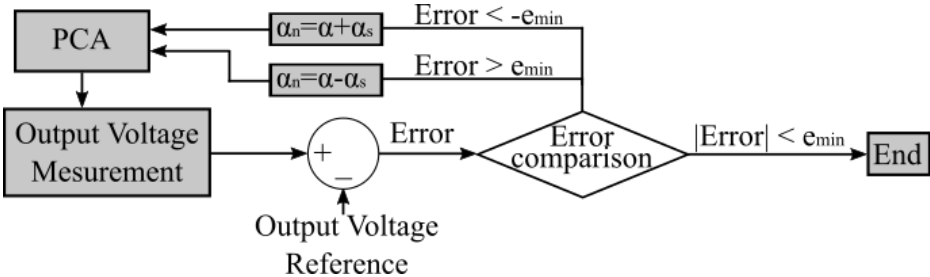 PCA
αn=α+αs
Error < -emin
αn=α-αs
Error > emin
Output Voltage
Mesurement
+
−
Error
Error
comparison
|Error| < emin
End
Output Voltage
Reference